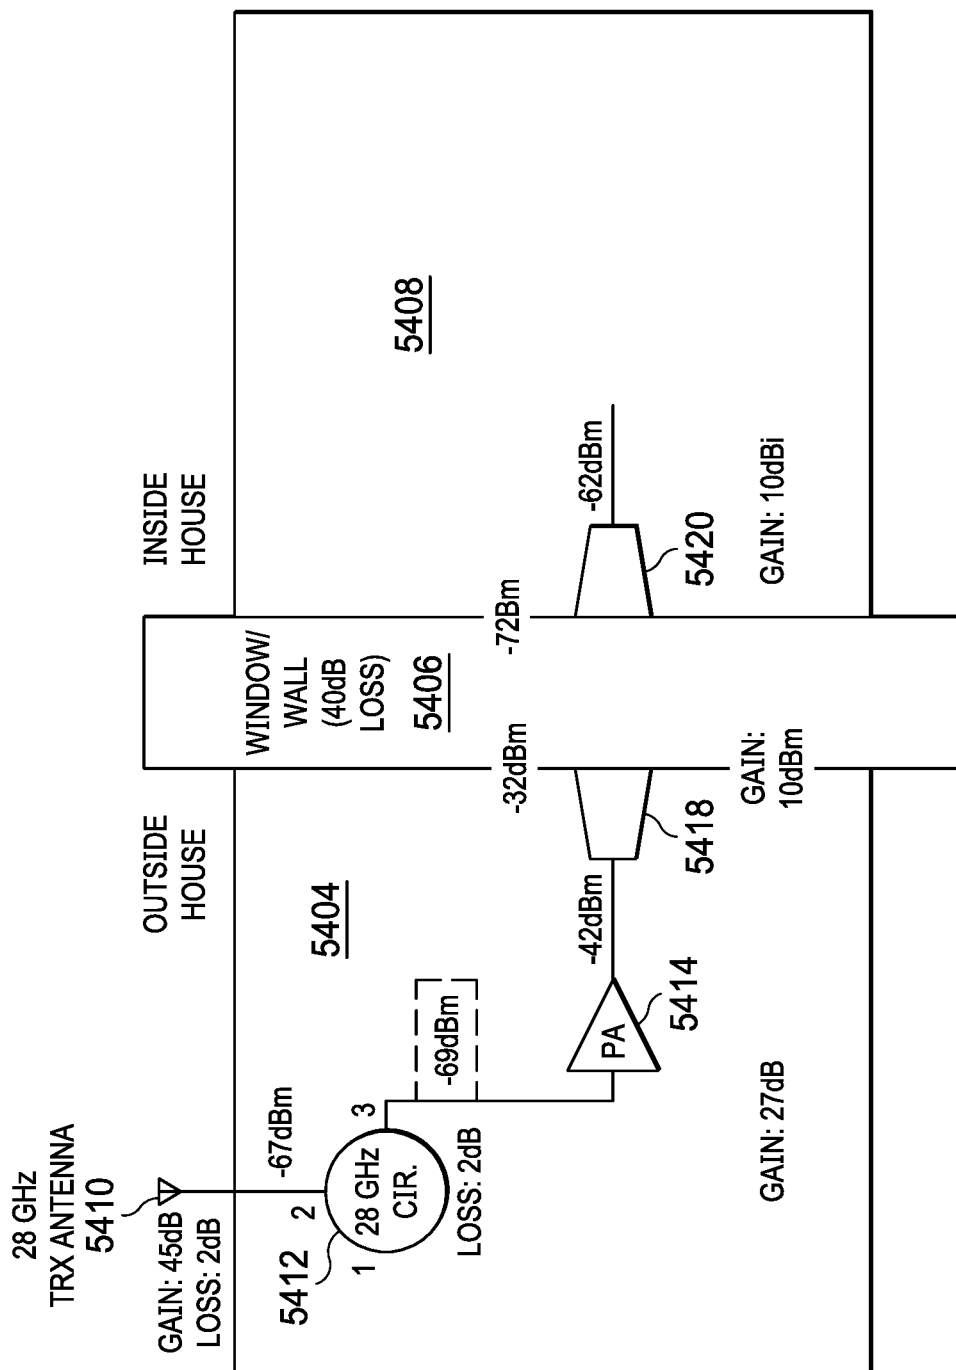 28 GHz
TRX ANTENNA
5410
GAIN: 45dB
LOSS: 2dB
OUTSIDE
HOUSE
INSIDE
HOUSE
WINDOW/
WALL
(40dB
LOSS)
5406
5404
5408
-67dBm
5412
1
2
3
28 GHz
CIR.
LOSS: 2dB
-69dBm
PA
5414
-42dBm
-32dBm
5418
-72Bm
-62dBm
5420
GAIN: 27dB
GAIN:
10dBm
GAIN: 10dBi